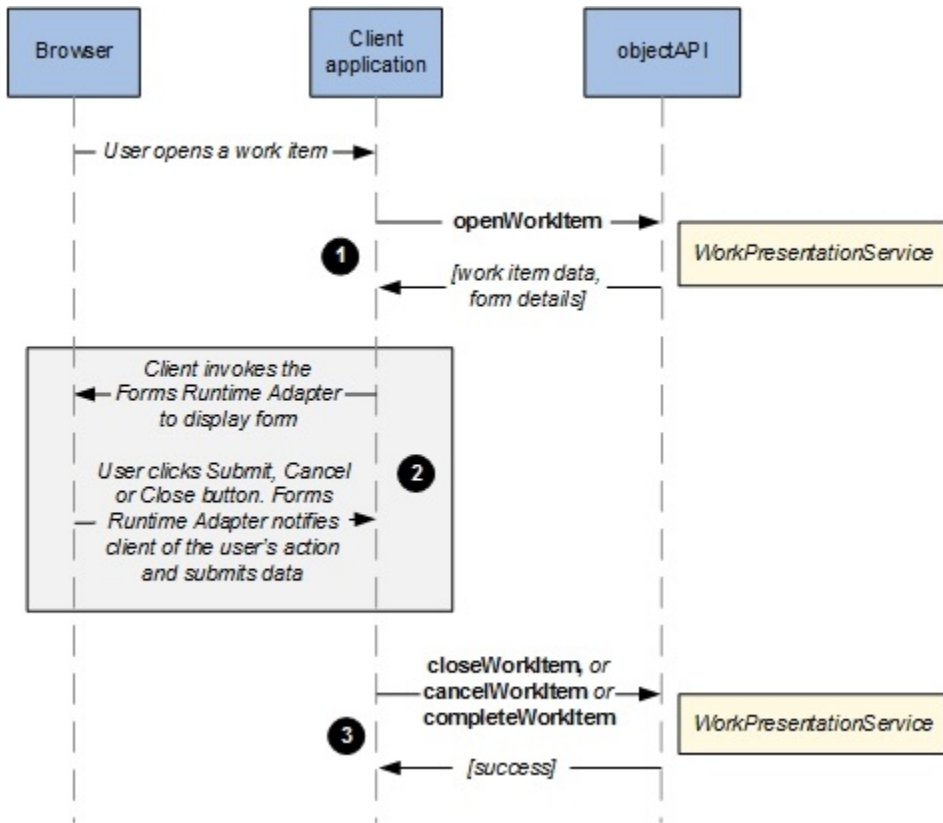 Browser
Client
application
objectAPI
User opens a work item
openWorkItem
WorkPresentationService
1
[work item data,
form details]
Client invokes the
Forms Runtime Adapter
to display form
2
User clicks Submit, Cancel
or Close button. Forms
Runtime Adapter notifies
client of the user's action
and submits data
closeWorkItem, or
cancelWorkItem or
completeWorkItem
WorkPresentationService
3
[success]